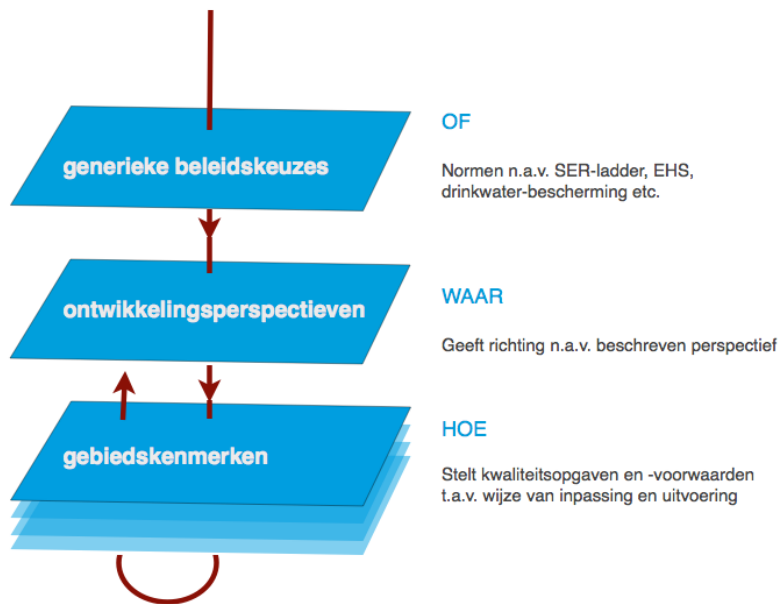 generieke beleidskeuzes
OF
Normen n.a.v. SER-ladder, EHS,
drinkwater-bescherming etc.
ontwikkelingsperspectieven
WAAR
Geeft richting n.a.v. beschreven perspectief
gebiedskenmerken
HOE
Stelt kwaliteitsopgaven en -voorwaarden
t.a.v. wijze van inpassing en uitvoering